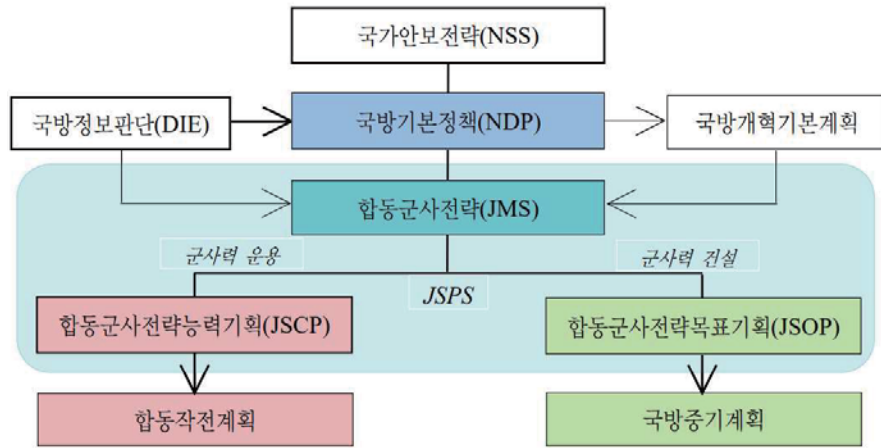 국가안보전략(NSS)
국방정보판단(DIE)
국방기본정책(NDP)
국방개혁기본계획
합동군사전략(JMS)
군사력 운용
군사력 건설
JSPS
합동군사전략능력기획(JSCP)
합동군사전략목표기획(JSOP)
합동작전계획
국방중기계획